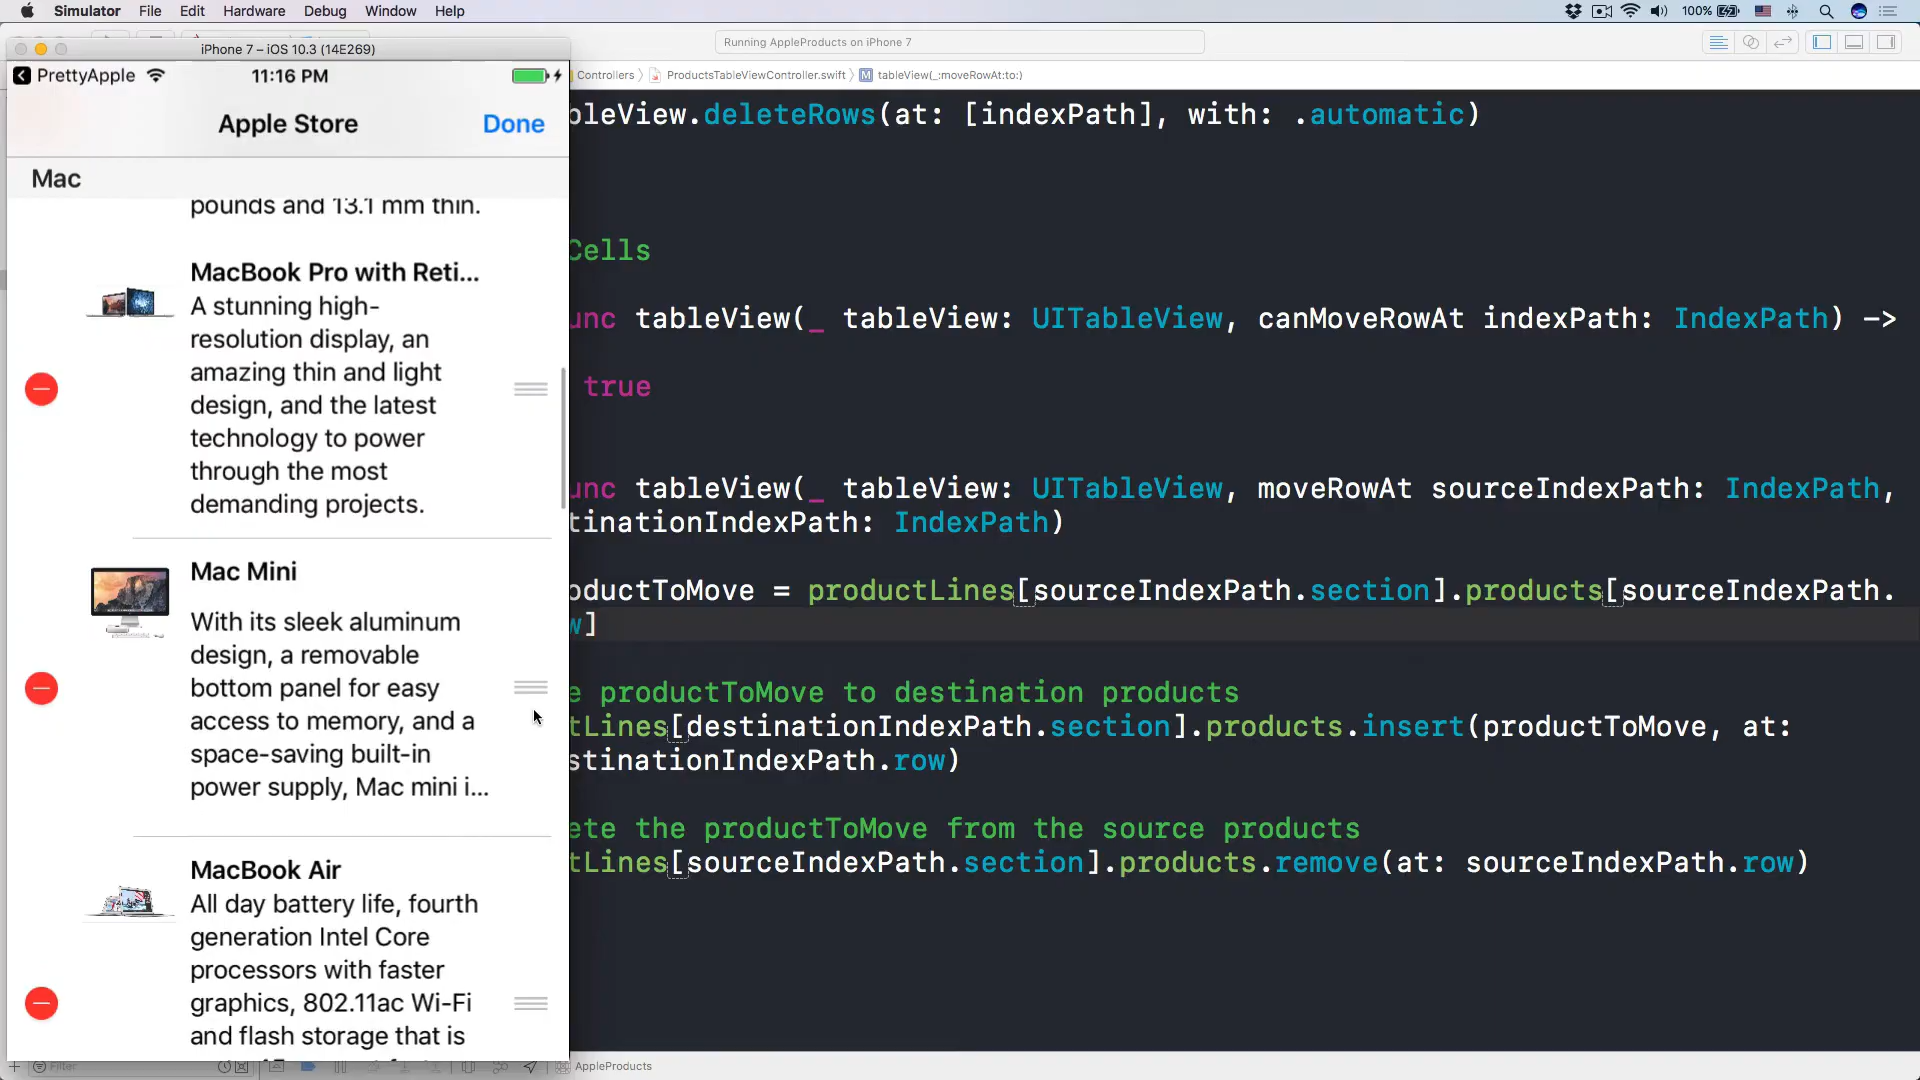 Simulator File Edit Hardware Debug Window Help 100%
iPhone 7 – iOS 10.3 (14E269)
Running AppleProducts on iPhone 7
PrettyApple 11:16 PM
Controllers ProductsTableViewController.swift M tableView(_:moveRowAt:to:)
Apple Store Done
Mac
pounds and 13.1 mm thin.
MacBook Pro with Reti...
A stunning high-
resolution display, an
amazing thin and light
design, and the latest
technology to power
through the most
demanding projects.
Mac Mini
With its sleek aluminum
design, a removable
bottom panel for easy
access to memory, and a
space-saving built-in
power supply, Mac mini i...
MacBook Air
All day battery life, fourth
generation Intel Core
processors with faster
graphics, 802.11ac Wi-Fi
and flash storage that is
bleView.deleteRows(at: [indexPath], with: .automatic)
Cells
unc tableView(_ tableView: UITableView, canMoveRowAt indexPath: IndexPath) ->
true
unc tableView(_ tableView: UITableView, moveRowAt sourceIndexPath: IndexPath,
tinationIndexPath: IndexPath)
oductToMove = productLines[sourceIndexPath.section].products[sourceIndexPath.
w]
e productToMove to destination products
tLines[destinationIndexPath.section].products.insert(productToMove, at:
stinationIndexPath.row)
ete the productToMove from the source products
tLines[sourceIndexPath.section].products.remove(at: sourceIndexPath.row)
Filter
AppleProducts